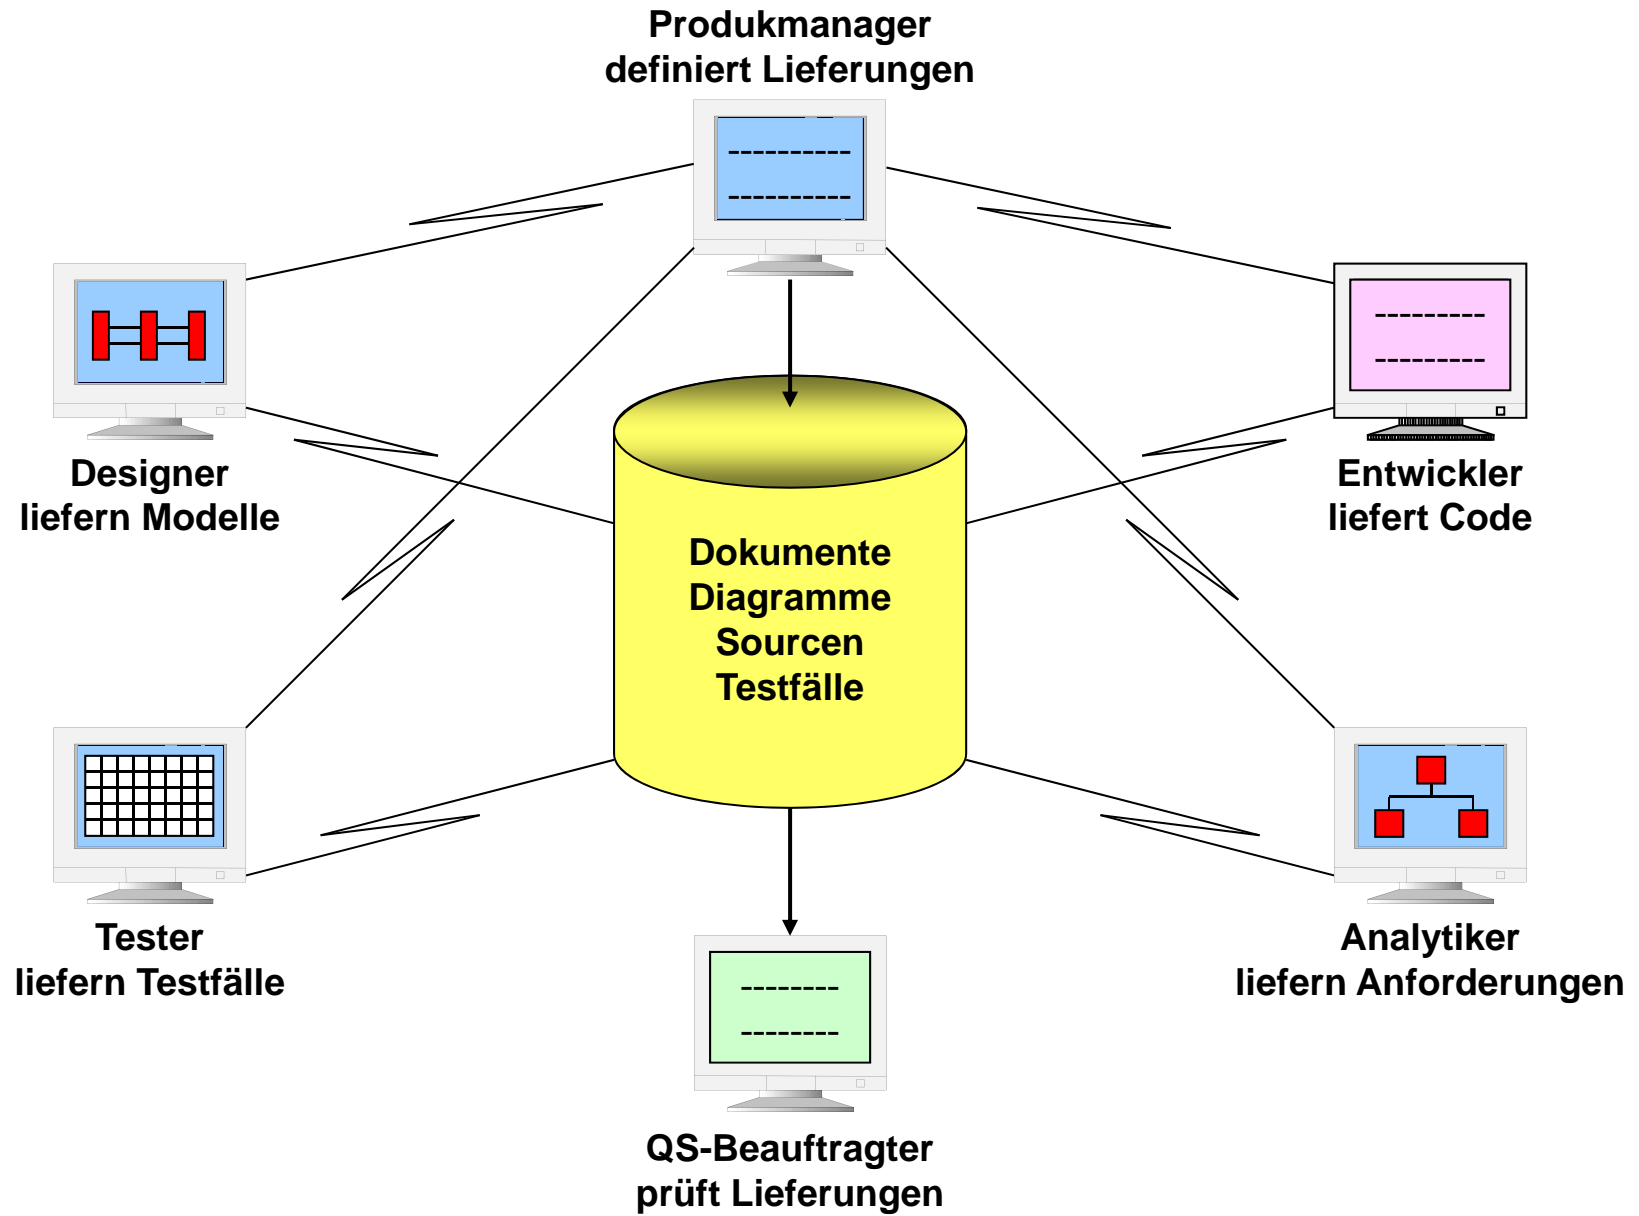 Produkmanager
definiert Lieferungen
Designer
liefern Modelle
Entwickler
liefert Code
Dokumente
Diagramme
Sourcen
Testfälle
Tester
liefern Testfälle
Analytiker
liefern Anforderungen
QS-Beauftragter
prüft Lieferungen